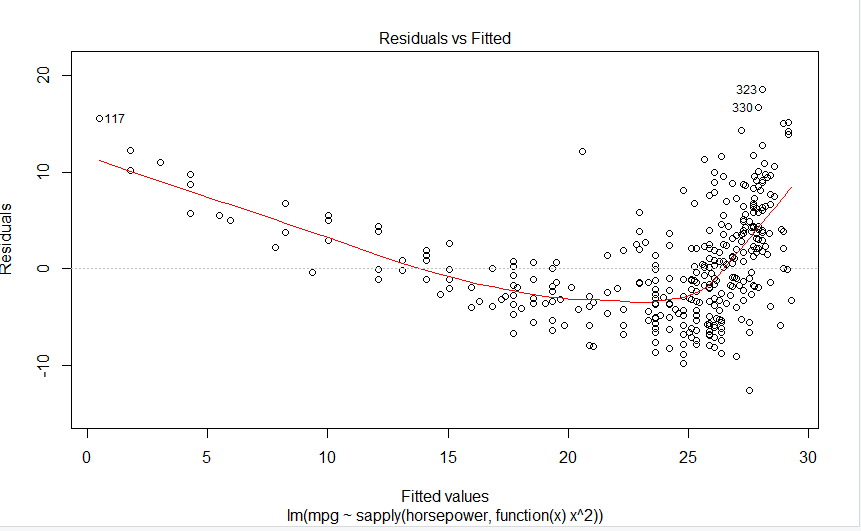 Residuals vs Fitted
20
10
0
-10
Residuals
323
330
117
0 5 10 15 20 25 30
Fitted values
lm(mpg ~ sapply(horsepower, function(x) x^2))